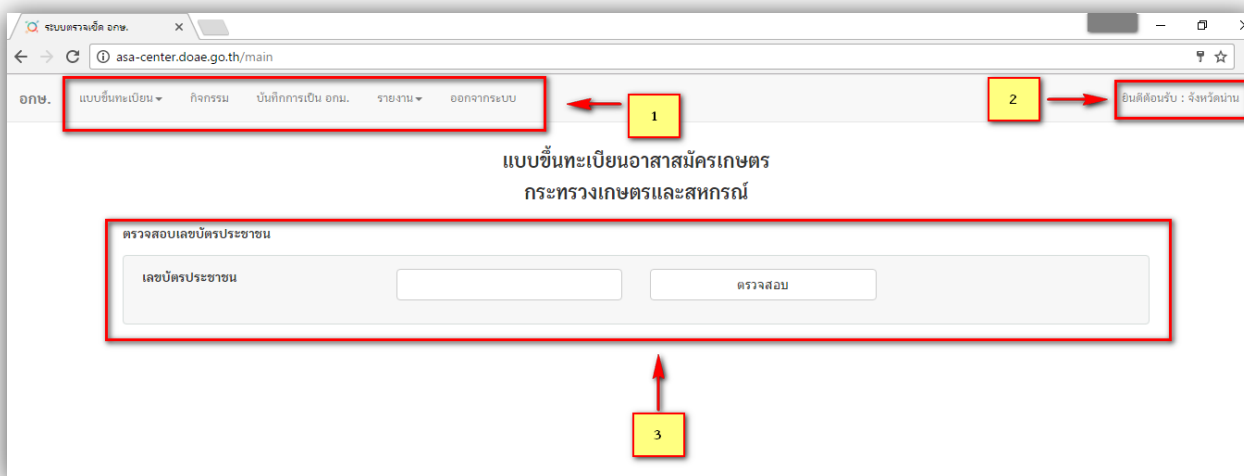 ระบบตรวจเช็ค อกษ.
asa-center.doae.go.th/main
อกษ. แบบขึ้นทะเบียน กิจกรรม บันทึกการเป็น อกม. รายงาน ออกจากระบบ ยินดีต้อนรับ : จังหวัดน่าน
1
2
แบบขึ้นทะเบียนอาสาสมัครเกษตร
กระทรวงเกษตรและสหกรณ์
ตรวจสอบเลขบัตรประชาชน
เลขบัตรประชาชน ตรวจสอบ
3